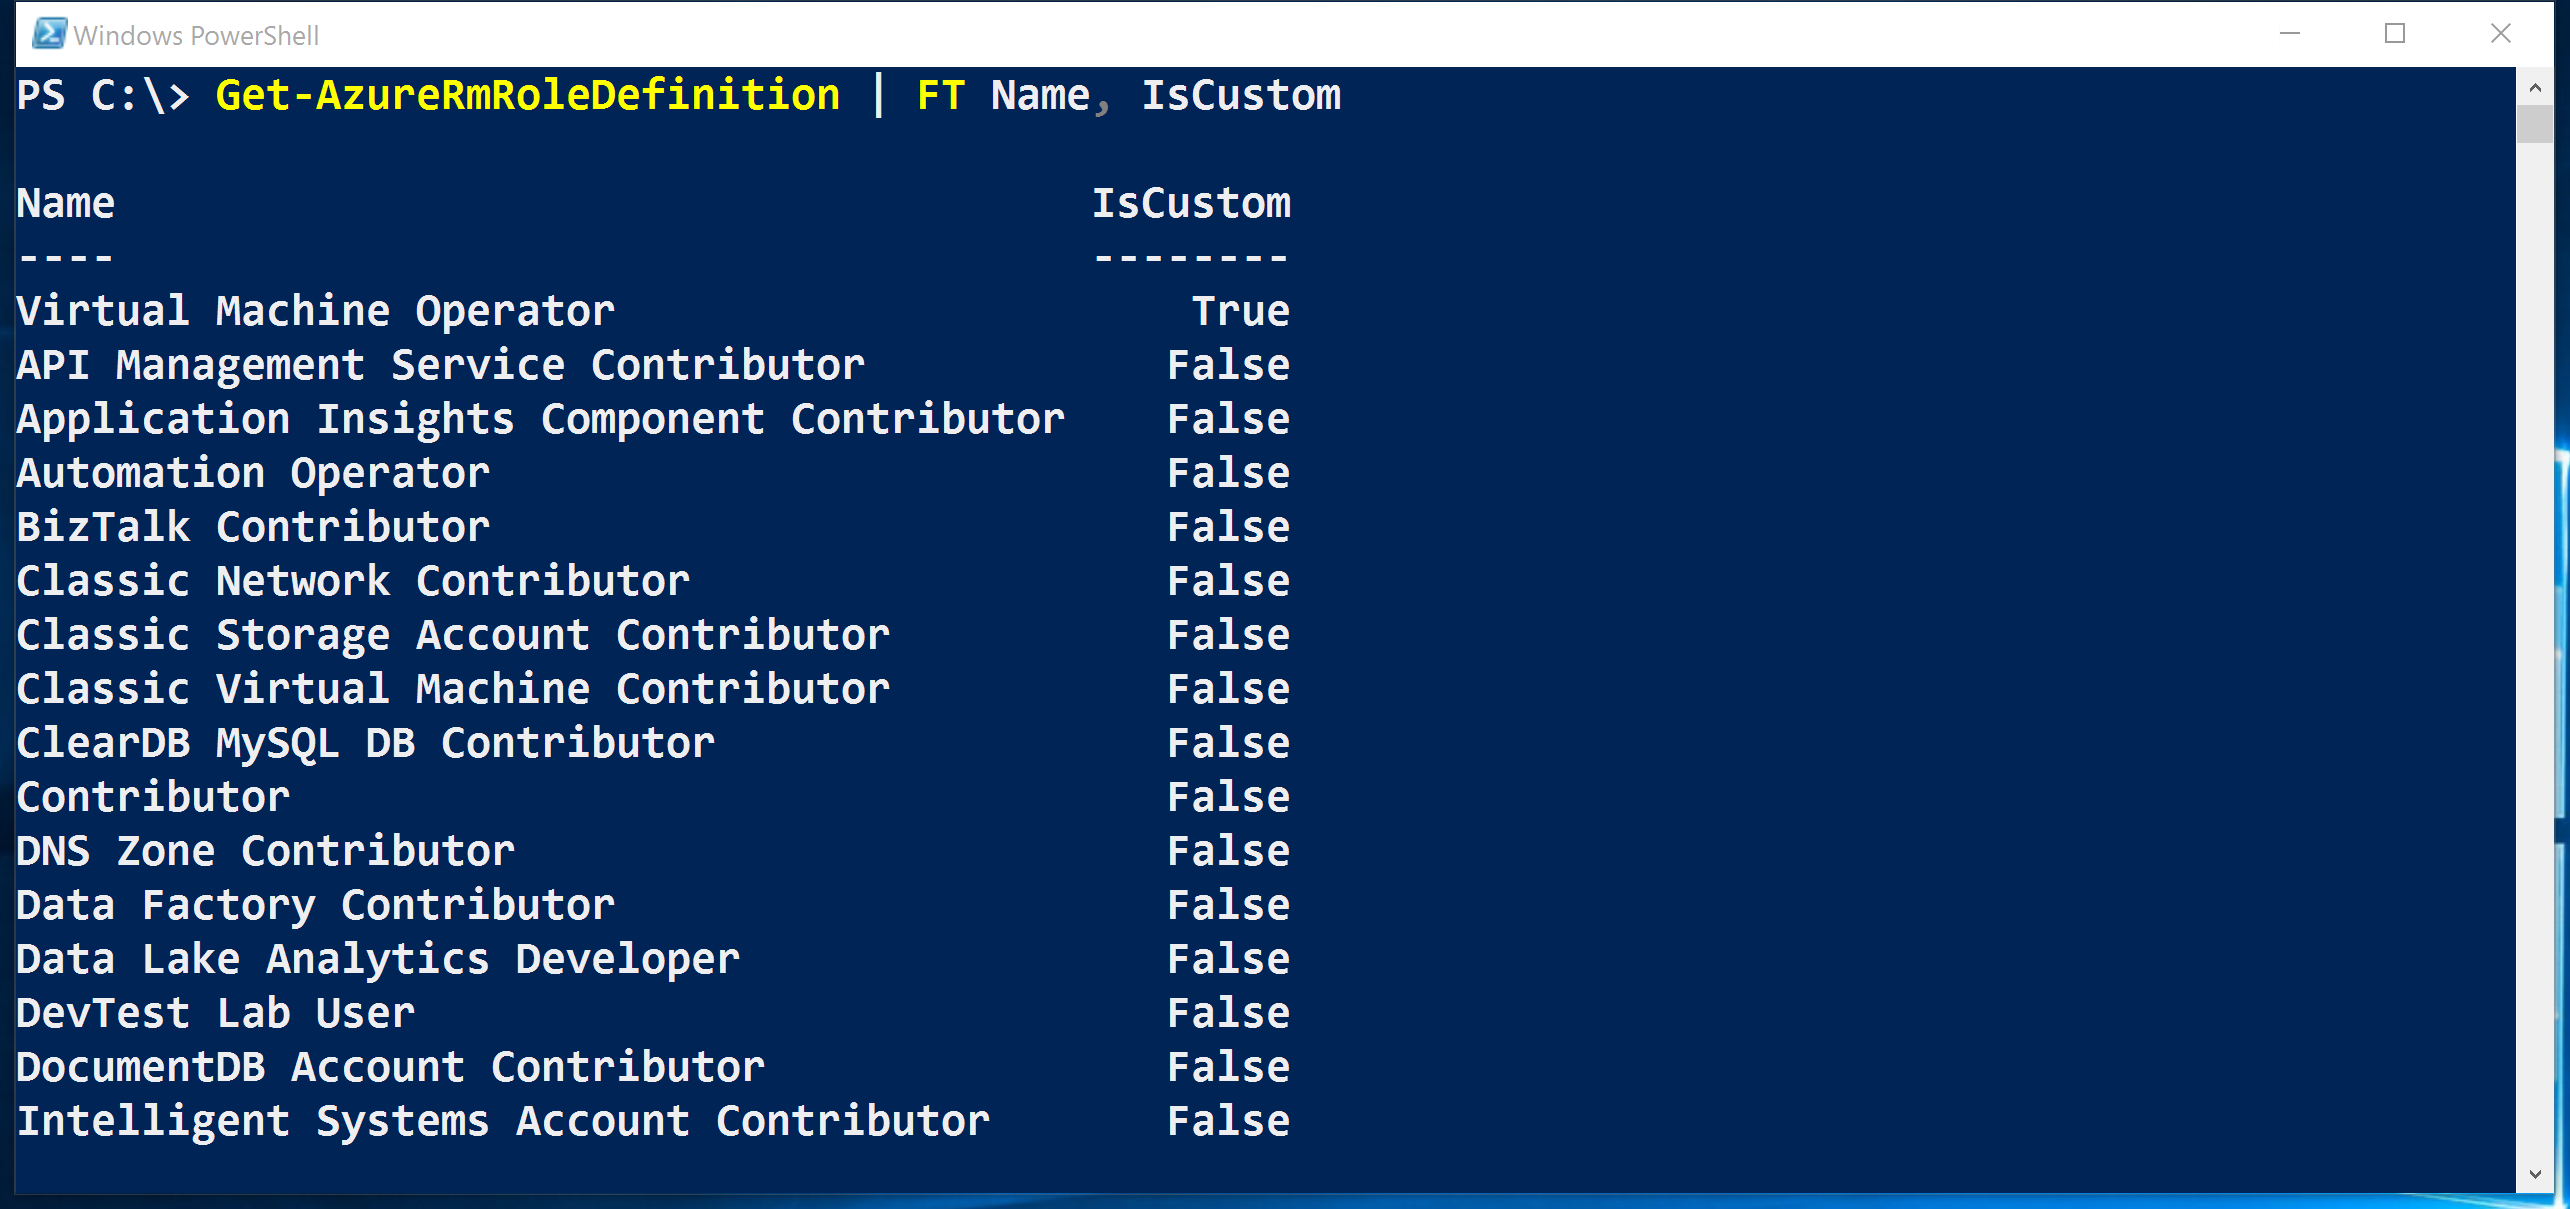 Windows PowerShell
PS C:\> Get-AzureRmRoleDefinition | FT Name, IsCustom
Name                                       IsCustom
----                                       --------
Virtual Machine Operator                       True
API Management Service Contributor            False
Application Insights Component Contributor    False
Automation Operator                           False
BizTalk Contributor                           False
Classic Network Contributor                   False
Classic Storage Account Contributor           False
Classic Virtual Machine Contributor           False
ClearDB MySQL DB Contributor                  False
Contributor                                   False
DNS Zone Contributor                          False
Data Factory Contributor                      False
Data Lake Analytics Developer                 False
DevTest Lab User                              False
DocumentDB Account Contributor                False
Intelligent Systems Account Contributor       False